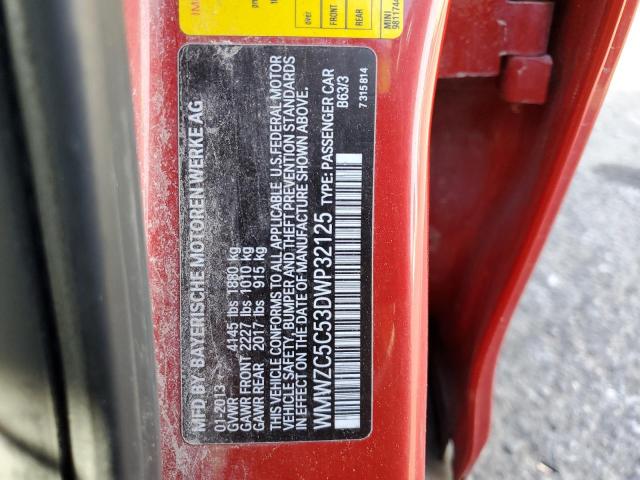 MINI
FRONT
REAR
MFD BY: BAYERISCHE MOTOREN WERKE AG
01-2013
GVWR 4145 lbs 1880 kg
GAWR FRONT 2227 lbs 1010 kg
GAWR REAR 2017 lbs 915 kg
THIS VEHICLE CONFORMS TO ALL APPLICABLE U.S. FEDERAL MOTOR
VEHICLE SAFETY, BUMPER AND THEFT PREVENTION STANDARDS
IN EFFECT ON THE DATE OF MANUFACTURE SHOWN ABOVE.
WMWZC5C53DWP32125 TYPE: PASSENGER CAR
B63/3
7 315 814